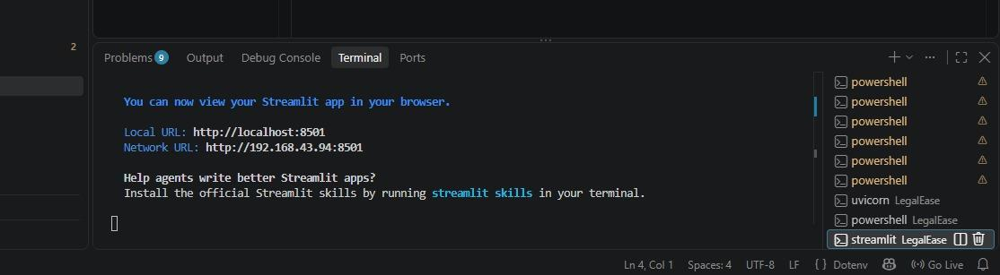 2
Problems 9 Output Debug Console Terminal Ports
You can now view your Streamlit app in your browser.
Local URL: http://localhost:8501
Network URL: http://192.168.43.94:8501
Help agents write better Streamlit apps?
Install the official Streamlit skills by running streamlit skills in your terminal.
powershell
powershell
powershell
powershell
powershell
powershell
uvicorn LegalEase
powershell LegalEase
streamlit LegalEase
Ln 4, Col 1 Spaces: 4 UTF-8 LF { } Dotenv Go Live